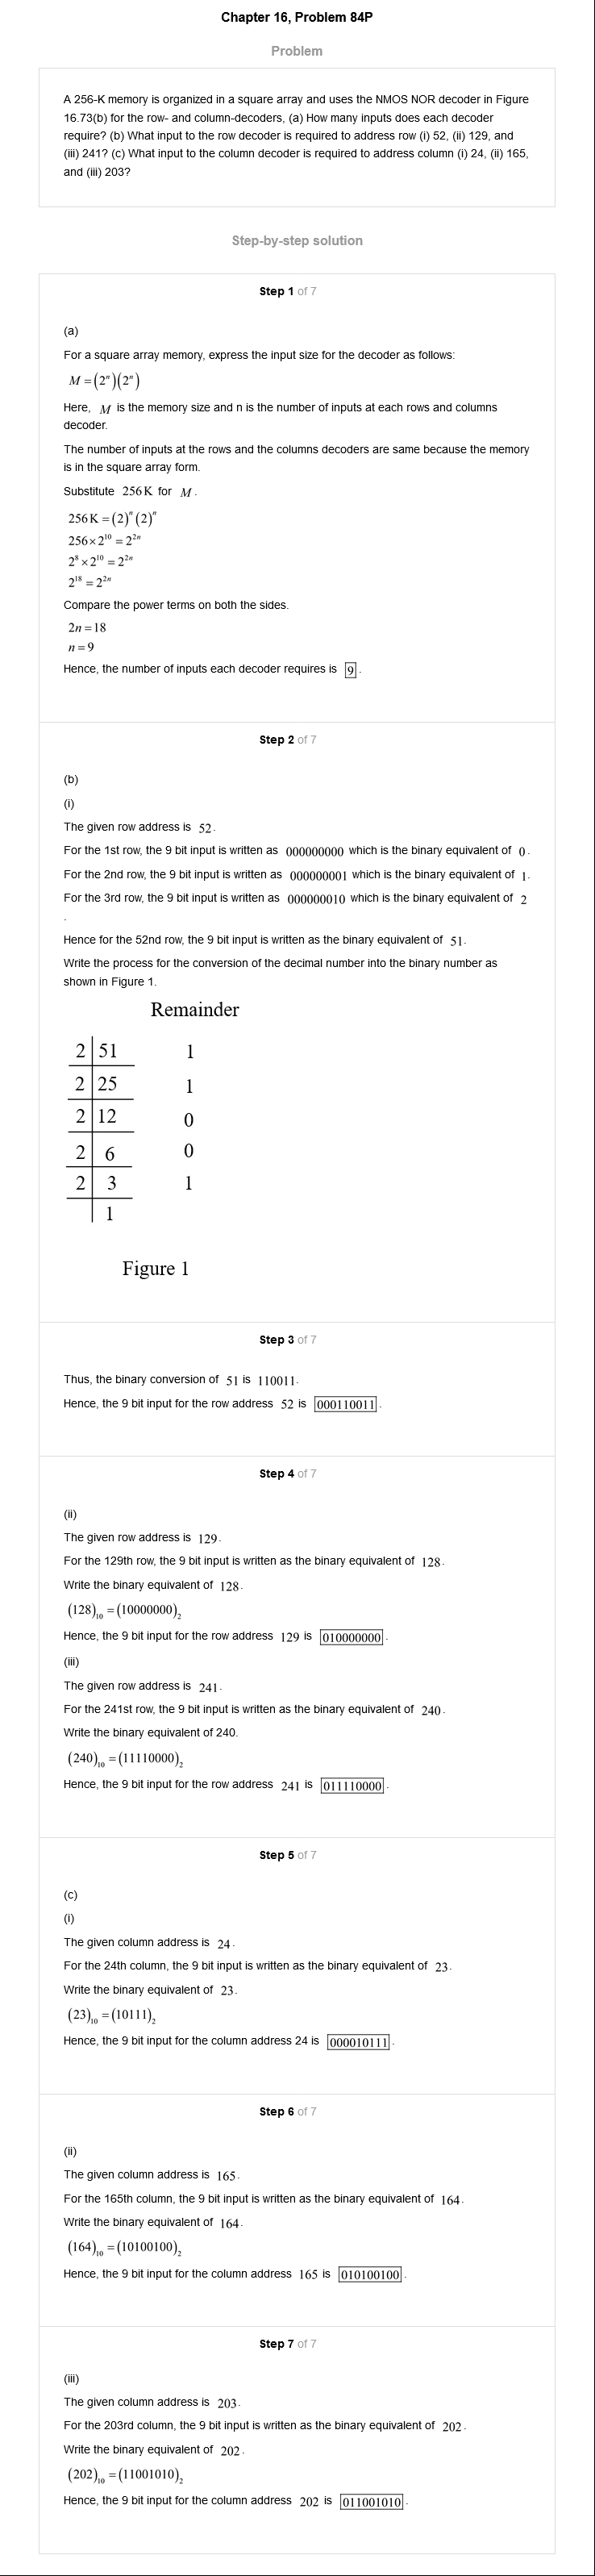 Chapter 16, Problem 84P
Problem
A 256-K memory is organized in a square array and uses the NMOS NOR decoder in Figure
16.73(b) for the row- and column-decoders, (a) How many inputs does each decoder
require? (b) What input to the row decoder is required to address row (i) 52, (ii) 129, and
(iii) 241? (c) What input to the column decoder is required to address column (i) 24, (ii) 165,
and (iii) 203?
Step-by-step solution
Step 1 of 7
(a)
For a square array memory, express the input size for the decoder as follows:
M = (2ⁿ)(2ⁿ)
Here, M is the memory size and n is the number of inputs at each rows and columns
decoder.
The number of inputs at the rows and the columns decoders are same because the memory
is in the square array form.
Substitute 256 K for M.
256 K = (2)ⁿ (2)ⁿ
256×2¹⁰ = 2²ⁿ
2⁸ × 2¹⁰ = 2²ⁿ
2¹⁸ = 2²ⁿ
Compare the power terms on both the sides.
2n = 18
n = 9
Hence, the number of inputs each decoder requires is 9.
Step 2 of 7
(b)
(i)
The given row address is 52.
For the 1st row, the 9 bit input is written as 000000000 which is the binary equivalent of 0.
For the 2nd row, the 9 bit input is written as 000000001 which is the binary equivalent of 1.
For the 3rd row, the 9 bit input is written as 000000010 which is the binary equivalent of 2
.
Hence for the 52nd row, the 9 bit input is written as the binary equivalent of 51.
Write the process for the conversion of the decimal number into the binary number as
shown in Figure 1.
Remainder
2 51 1
2 25 1
2 12 0
2 6 0
2 3 1
1
Figure 1
Step 3 of 7
Thus, the binary conversion of 51 is 110011.
Hence, the 9 bit input for the row address 52 is 000110011.
Step 4 of 7
(ii)
The given row address is 129.
For the 129th row, the 9 bit input is written as the binary equivalent of 128.
Write the binary equivalent of 128.
(128)₁₀ = (10000000)₂
Hence, the 9 bit input for the row address 129 is 010000000.
(iii)
The given row address is 241.
For the 241st row, the 9 bit input is written as the binary equivalent of 240.
Write the binary equivalent of 240.
(240)₁₀ = (11110000)₂
Hence, the 9 bit input for the row address 241 is 011110000.
Step 5 of 7
(c)
(i)
The given column address is 24.
For the 24th column, the 9 bit input is written as the binary equivalent of 23.
Write the binary equivalent of 23.
(23)₁₀ = (10111)₂
Hence, the 9 bit input for the column address 24 is 000010111.
Step 6 of 7
(ii)
The given column address is 165.
For the 165th column, the 9 bit input is written as the binary equivalent of 164.
Write the binary equivalent of 164.
(164)₁₀ = (10100100)₂
Hence, the 9 bit input for the column address 165 is 010100100.
Step 7 of 7
(iii)
The given column address is 203.
For the 203rd column, the 9 bit input is written as the binary equivalent of 202.
Write the binary equivalent of 202.
(202)₁₀ = (11001010)₂
Hence, the 9 bit input for the column address 202 is 011001010.